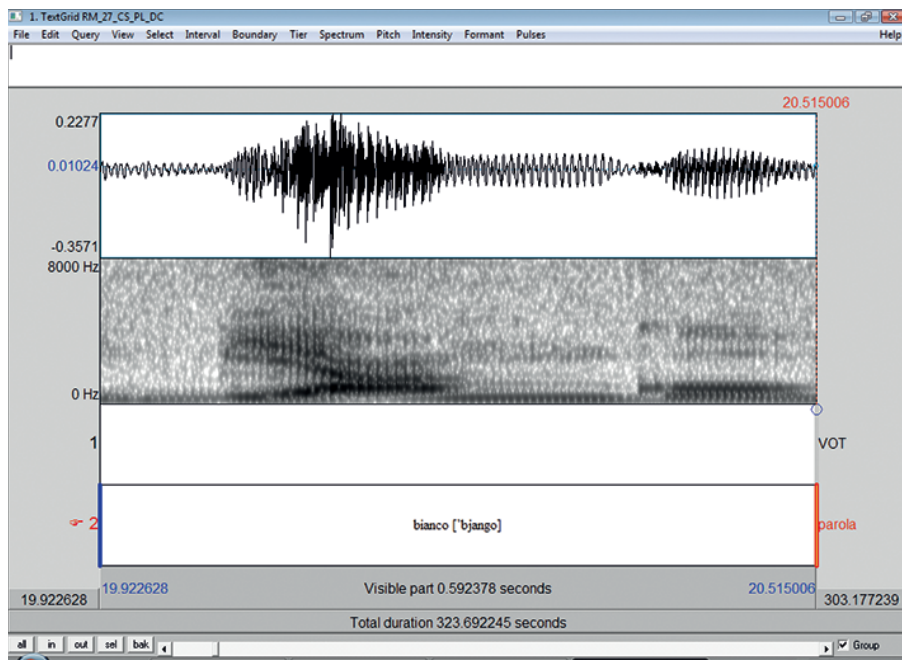 1. TextGrid RM_27_CS_PL_DC
File Edit Query View Select Interval Boundary Tier Spectrum Pitch Intensity Formant Pulses Help
20.515006
0.2277
0.01024
-0.3571
8000 Hz
0 Hz
1 VOT
2 bianco ['bjango] parola
19.922628 Visible part 0.592378 seconds 20.515006
19.922628 303.177239
Total duration 323.692245 seconds
all in out sel bak Group